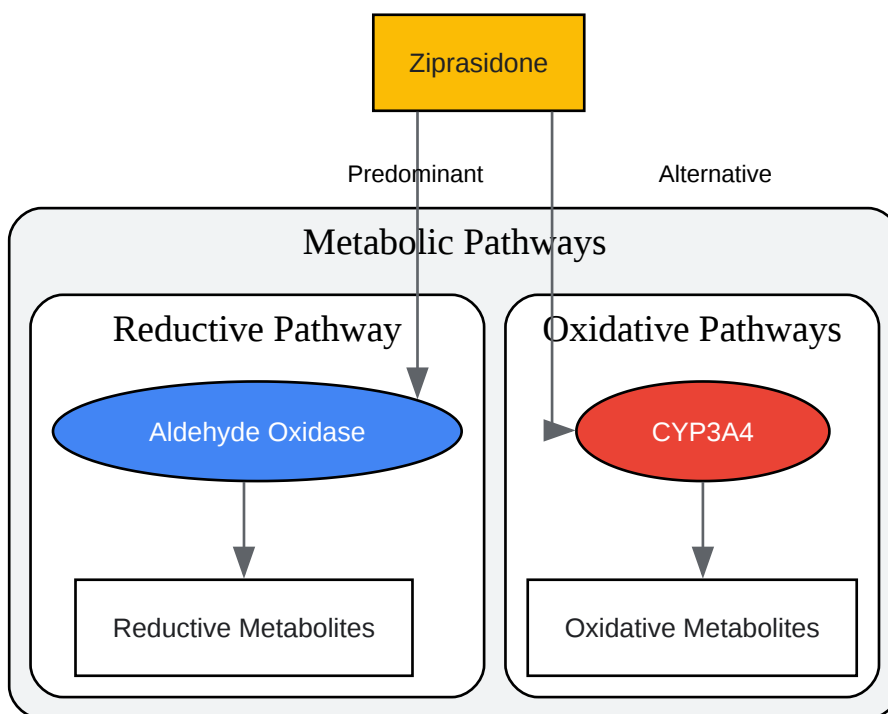 Ziprasidone
Predominant
Alternative
Metabolic Pathways
Reductive Pathway
Oxidative Pathways
Aldehyde Oxidase
CYP3A4
Reductive Metabolites
Oxidative Metabolites